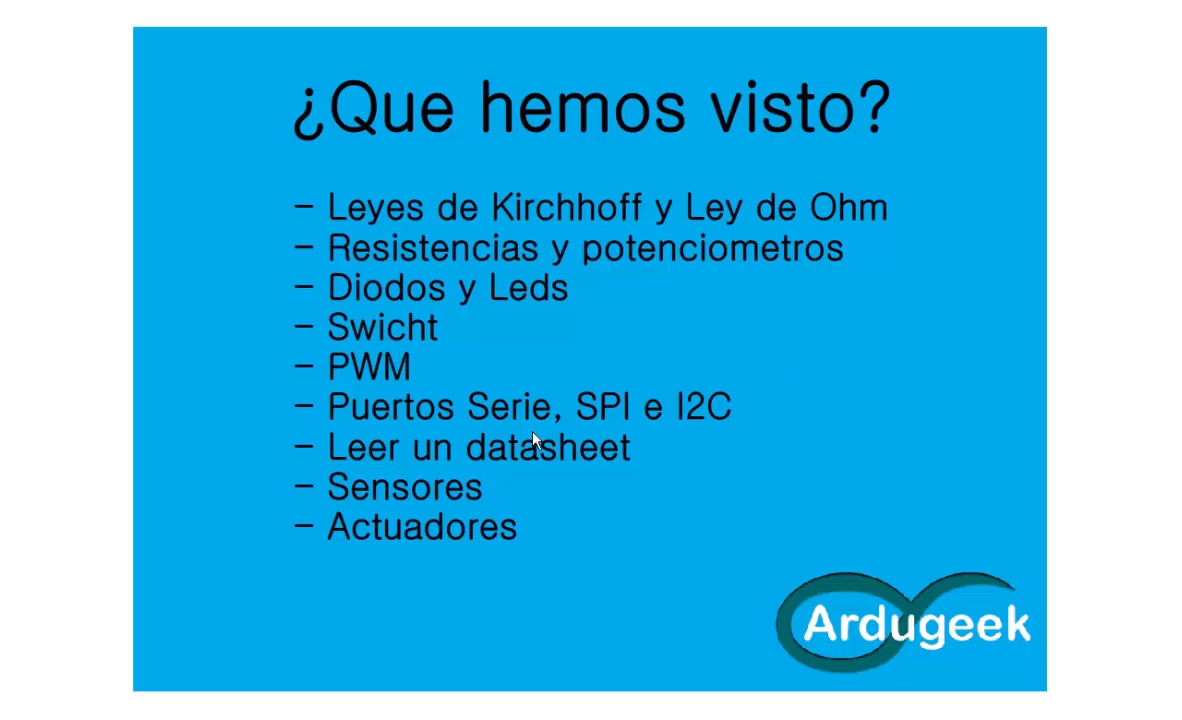 ¿Que hemos visto?
- Leyes de Kirchhoff y Ley de Ohm
- Resistencias y potenciometros
- Diodos y Leds
- Swicht
- PWM
- Puertos Serie, SPI e I2C
- Leer un datasheet
- Sensores
- Actuadores
Ardugeek